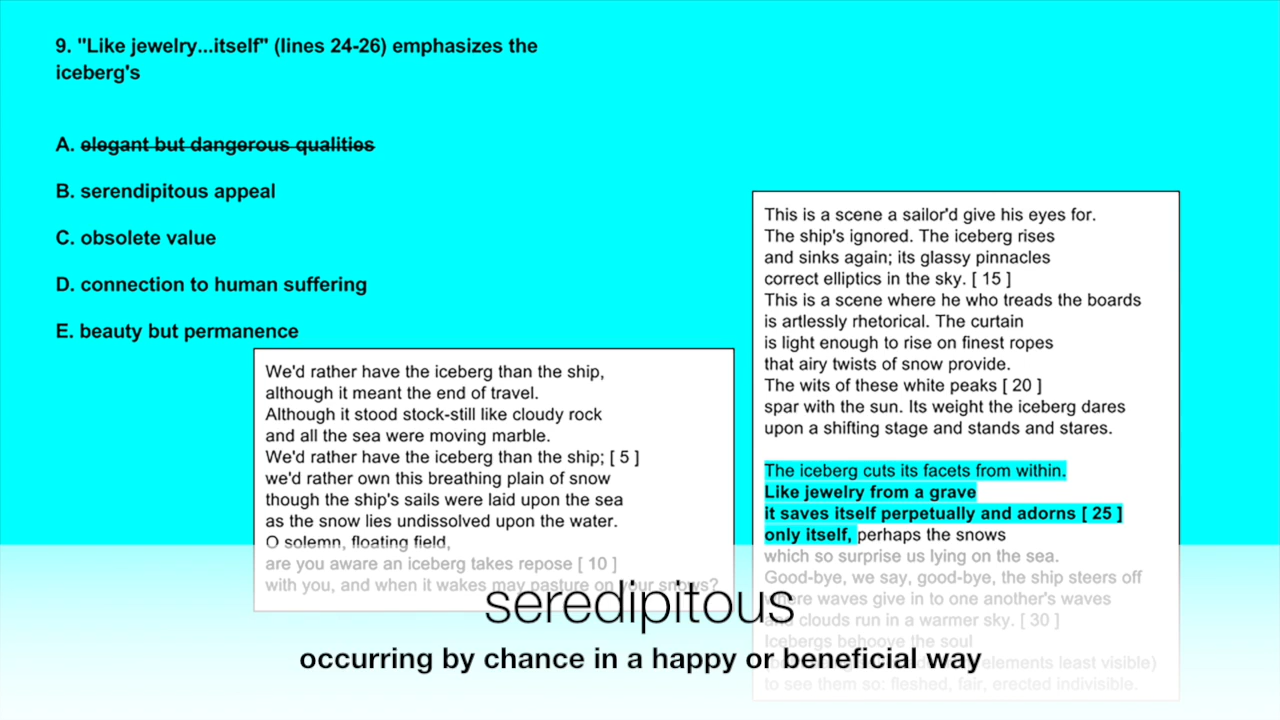 9. "Like jewelry...itself" (lines 24-26) emphasizes the
iceberg's
A. elegant but dangerous qualities
B. serendipitous appeal
C. obsolete value
D. connection to human suffering
E. beauty but permanence
We'd rather have the iceberg than the ship,
although it meant the end of travel.
Although it stood stock-still like cloudy rock
and all the sea were moving marble.
We'd rather have the iceberg than the ship; [ 5 ]
we'd rather own this breathing plain of snow
though the ship's sails were laid upon the sea
as the snow lies undissolved upon the water.
O solemn, floating field,
are you aware an iceberg takes repose [ 10 ]
with you, and when it wakes may pasture on your snows?
This is a scene a sailor'd give his eyes for.
The ship's ignored. The iceberg rises
and sinks again; its glassy pinnacles
correct elliptics in the sky. [ 15 ]
This is a scene where he who treads the boards
is artlessly rhetorical. The curtain
is light enough to rise on finest ropes
that airy twists of snow provide.
The wits of these white peaks [ 20 ]
spar with the sun. Its weight the iceberg dares
upon a shifting stage and stands and stares.
The iceberg cuts its facets from within.
Like jewelry from a grave
it saves itself perpetually and adorns [ 25 ]
only itself, perhaps the snows
which so surprise us lying on the sea.
Good-bye, we say, good-bye, the ship steers off
where waves give in to one another's waves
and clouds run in a warmer sky. [ 30 ]
Icebergs behoove the soul
elements least visible)
to see them so: fleshed, fair, erected indivisible.
seredipitous
occurring by chance in a happy or beneficial way